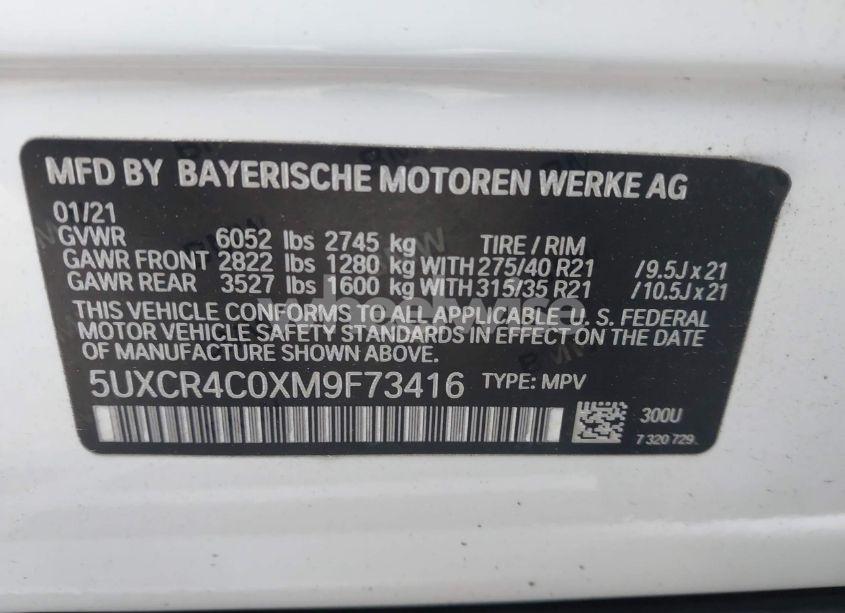 MFD BY BAYERISCHE MOTOREN WERKE AG
01/21
GVWR 6052 lbs 2745 kg TIRE / RIM
GAWR FRONT 2822 lbs 1280 kg WITH 275/40 R21 /9.5J x 21
GAWR REAR 3527 lbs 1600 kg WITH 315/35 R21 /10.5J x 21
THIS VEHICLE CONFORMS TO ALL APPLICABLE U. S. FEDERAL
MOTOR VEHICLE SAFETY STANDARDS IN EFFECT ON THE DATE
OF MANUFACTURE SHOWN ABOVE.
5UXCR4C0XM9F73416 TYPE: MPV
300U
7 320 729